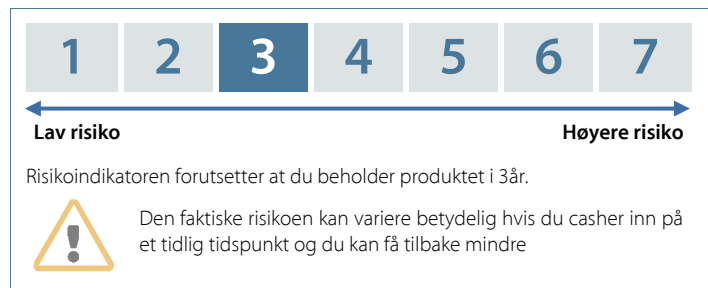 1 2 3 4 5 6 7
Lav risiko Høyere risiko
Risikoindikatoren forutsetter at du beholder produktet i 3år.
Den faktiske risikoen kan variere betydelig hvis du casher inn på
et tidlig tidspunkt og du kan få tilbake mindre